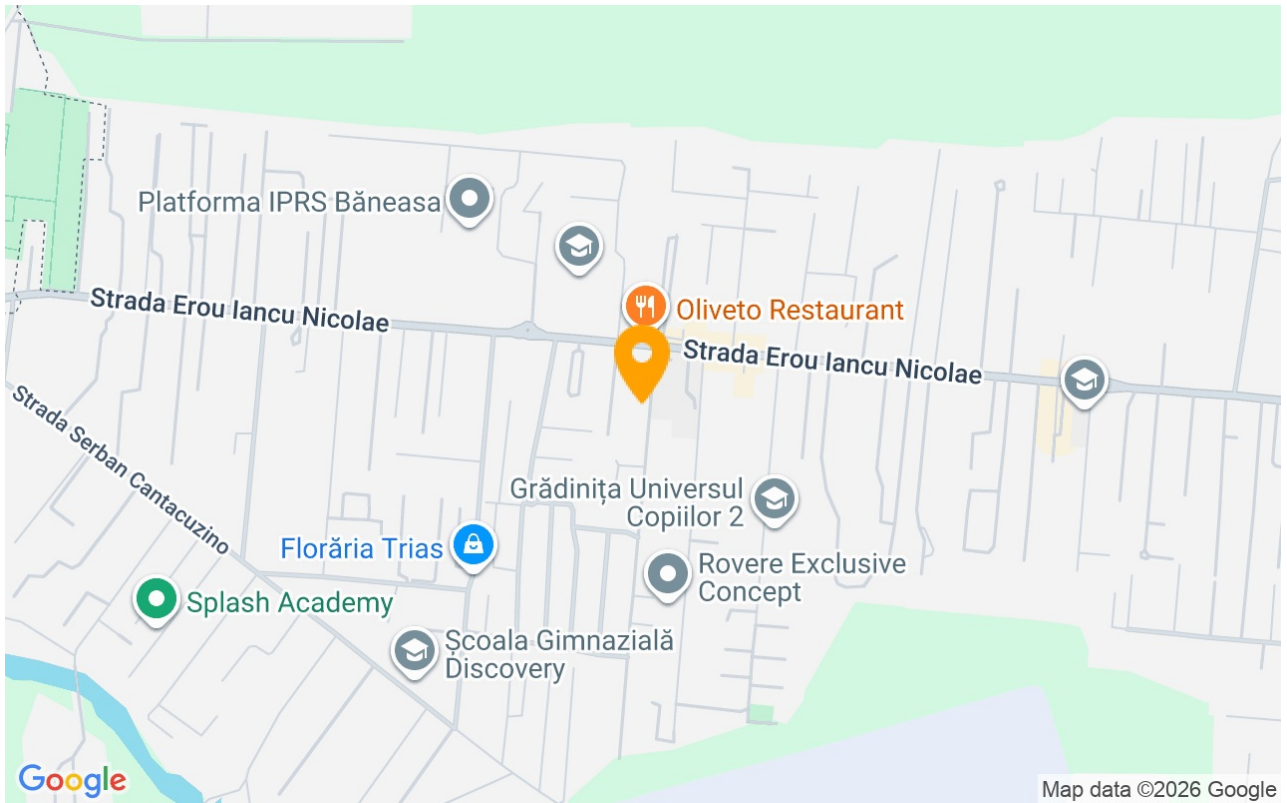 Platforma IPRS Băneasa
Strada Erou Iancu Nicolae
Oliveto Restaurant
Strada Erou Iancu Nicolae
Strada Serban Cantacuzino
Grădinița Universul
Copiilor 2
Florăria Trias
Rovere Exclusive
Concept
Splash Academy
Școala Gimnazială
Discovery
Google
Map data ©2026 Google